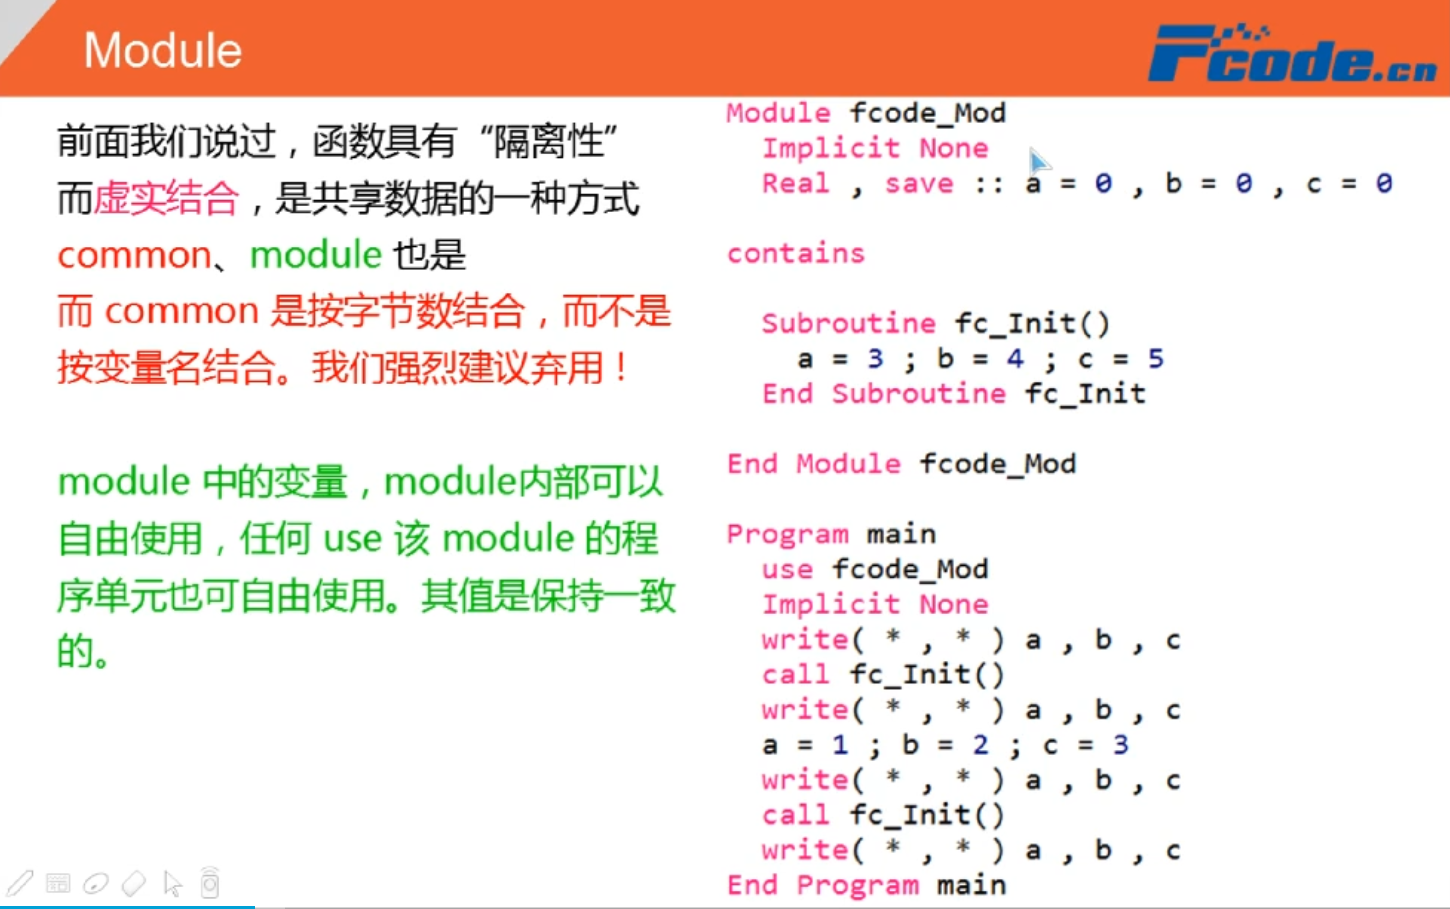 Module
Fcode.cn
前面我们说过，函数具有“隔离性”
而虚实结合，是共享数据的一种方式
common、module 也是
而 common 是按字节数结合，而不是
按变量名结合。我们强烈建议弃用！
module 中的变量，module内部可以
自由使用，任何 use 该 module 的程
序单元也可自由使用。其值是保持一致
的。
Module fcode_Mod
Implicit None
Real , save :: a = 0 , b = 0 , c = 0
contains
Subroutine fc_Init()
a = 3 ; b = 4 ; c = 5
End Subroutine fc_Init
End Module fcode_Mod
Program main
use fcode_Mod
Implicit None
write( * , * ) a , b , c
call fc_Init()
write( * , * ) a , b , c
a = 1 ; b = 2 ; c = 3
write( * , * ) a , b , c
call fc_Init()
write( * , * ) a , b , c
End Program main